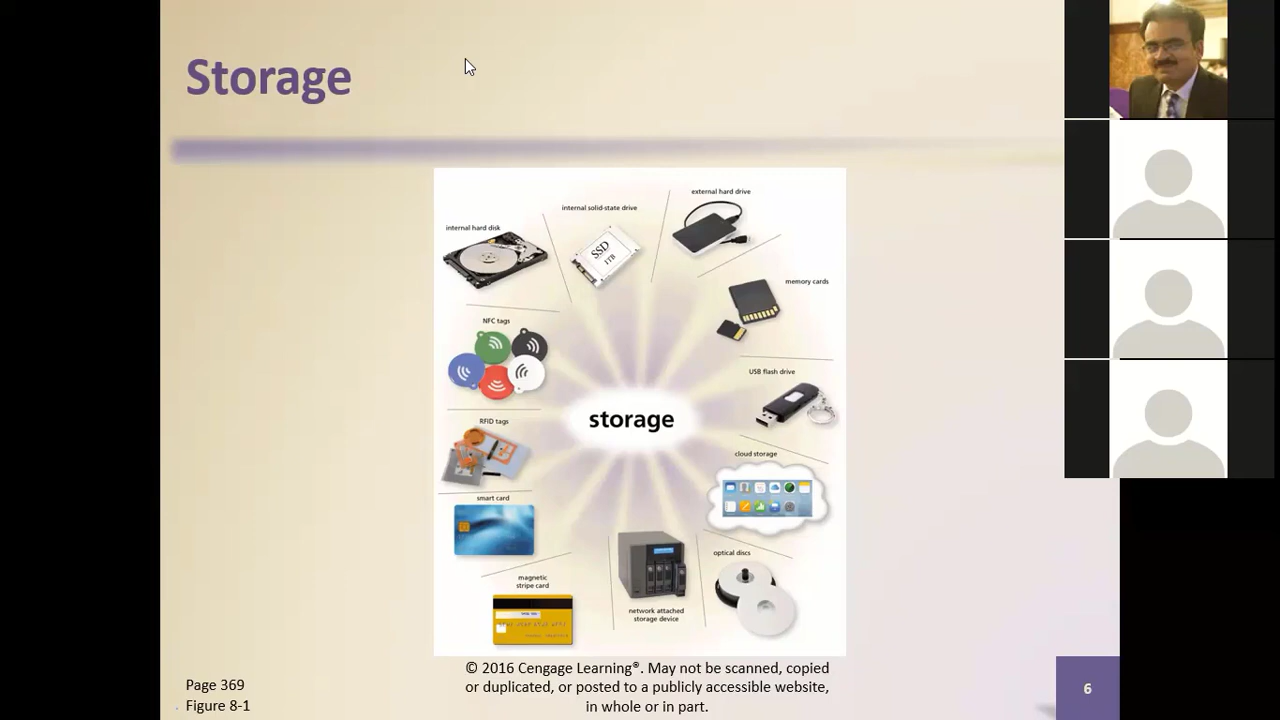 Storage
external hard drive
internal solid-state drive
internal hard disk
SSD
1TB
memory cards
NFC tags
USB flash drive
storage
RFID tags
cloud storage
smart card
optical discs
magnetic
stripe card
network attached
storage device
© 2016 Cengage Learning®. May not be scanned, copied
or duplicated, or posted to a publicly accessible website,
in whole or in part.
Page 369
Figure 8-1
6